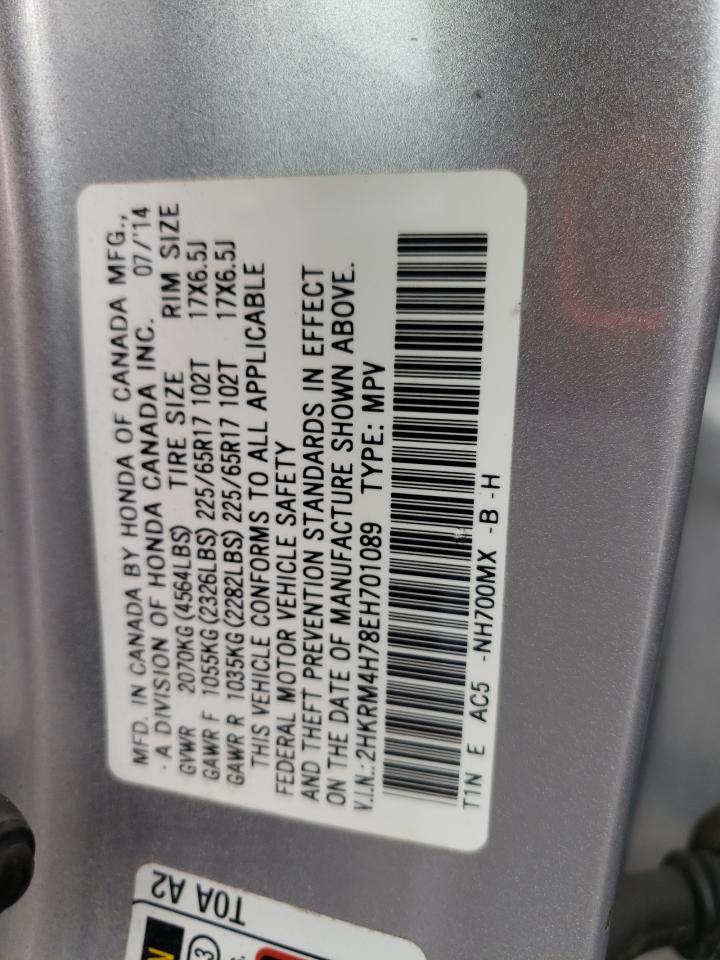 MFD. IN CANADA BY HONDA OF CANADA MFG.,
- A DIVISION OF HONDA CANADA INC. 07/'14
GVWR 2070KG(4564LBS) TIRE SIZE RIM SIZE
GAWR F 1055KG(2326LBS) 225/65R17 102T 17X6.5J
GAWR R 1035KG(2282LBS) 225/65R17 102T 17X6.5J
THIS VEHICLE CONFORMS TO ALL APPLICABLE
FEDERAL MOTOR VEHICLE SAFETY
AND THEFT PREVENTION STANDARDS IN EFFECT
ON THE DATE OF MANUFACTURE SHOWN ABOVE.
V.I.N.:2HKRM4H78EH701089 TYPE: MPV
T1N E AC5 -NH700MX -B -H
T0A A2